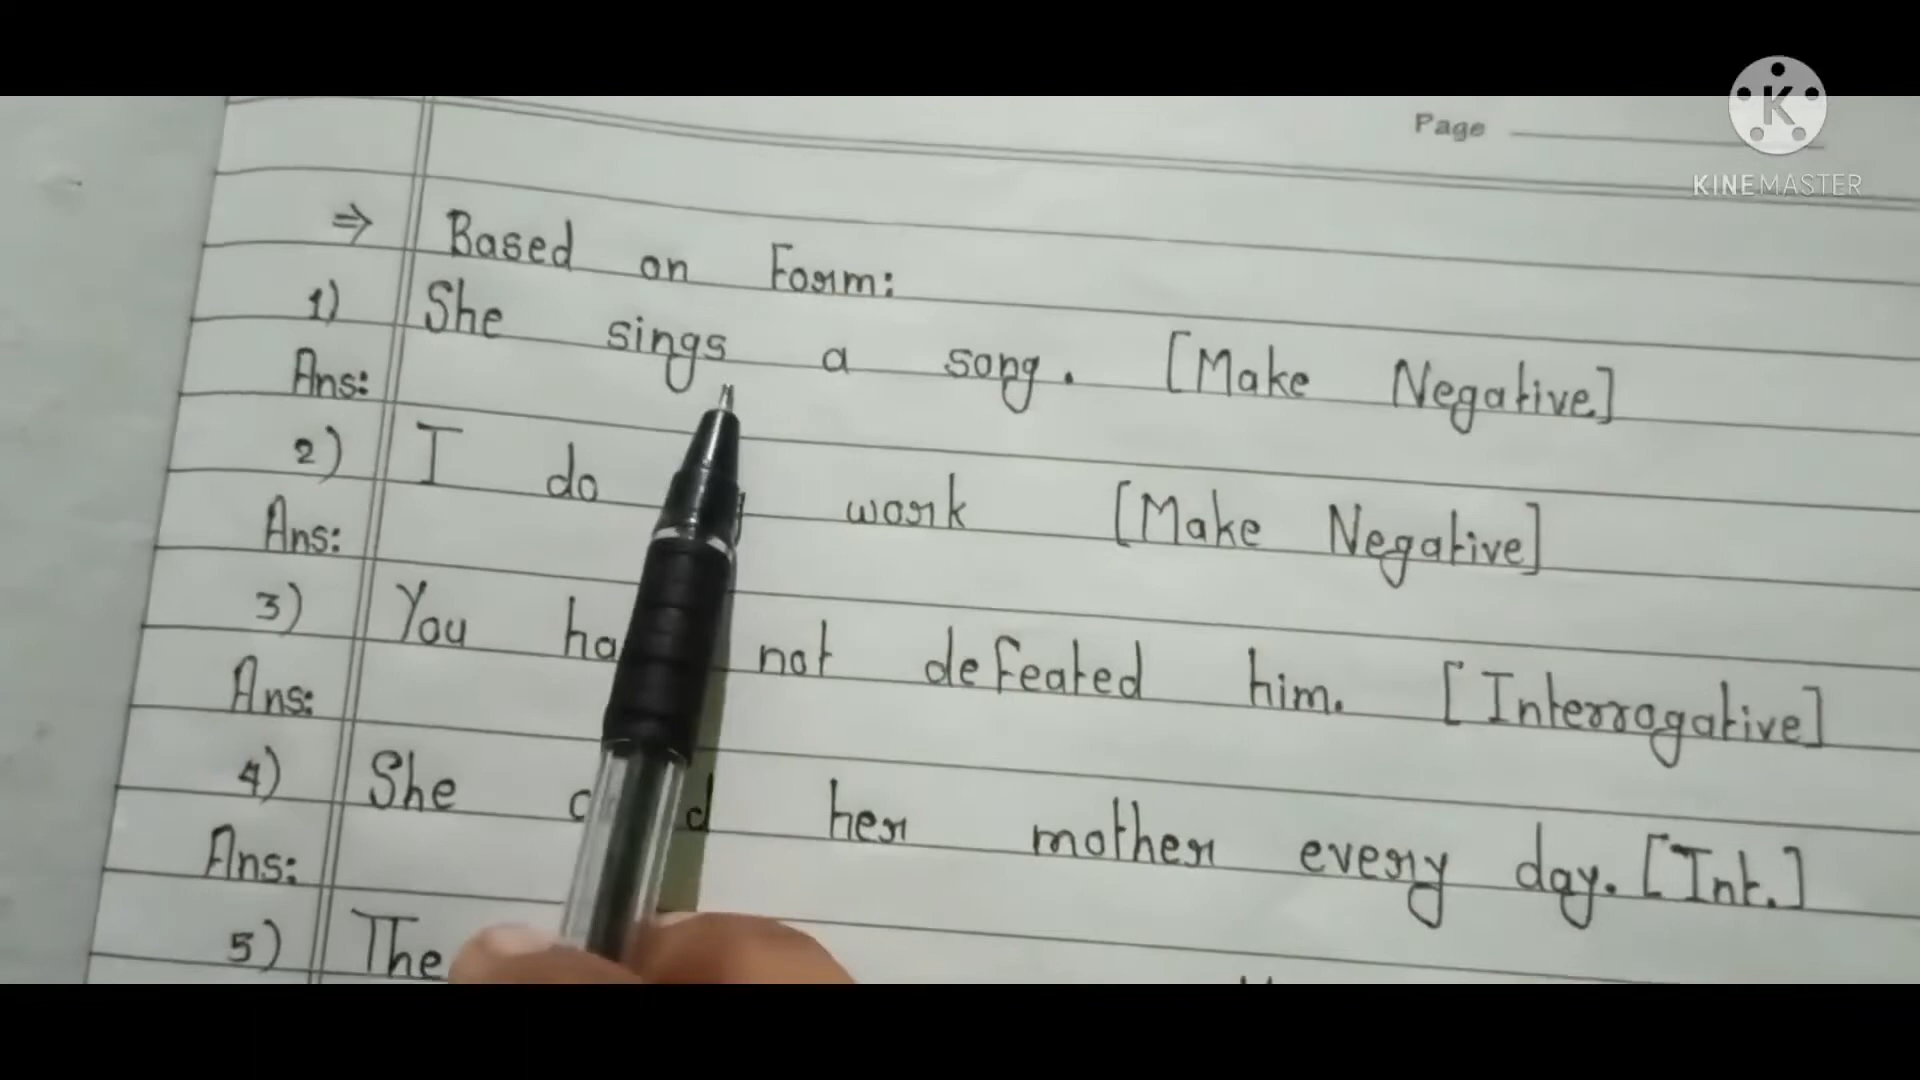 Page
KINEMASTER
⇒ Based on Form:
1) She sings a song. [Make Negative]
Ans:
2) I do work [Make Negative]
Ans:
3) You not defeated him. [Interrogative]
Ans:
4) She her mother every day. [Int.]
Ans:
5) The